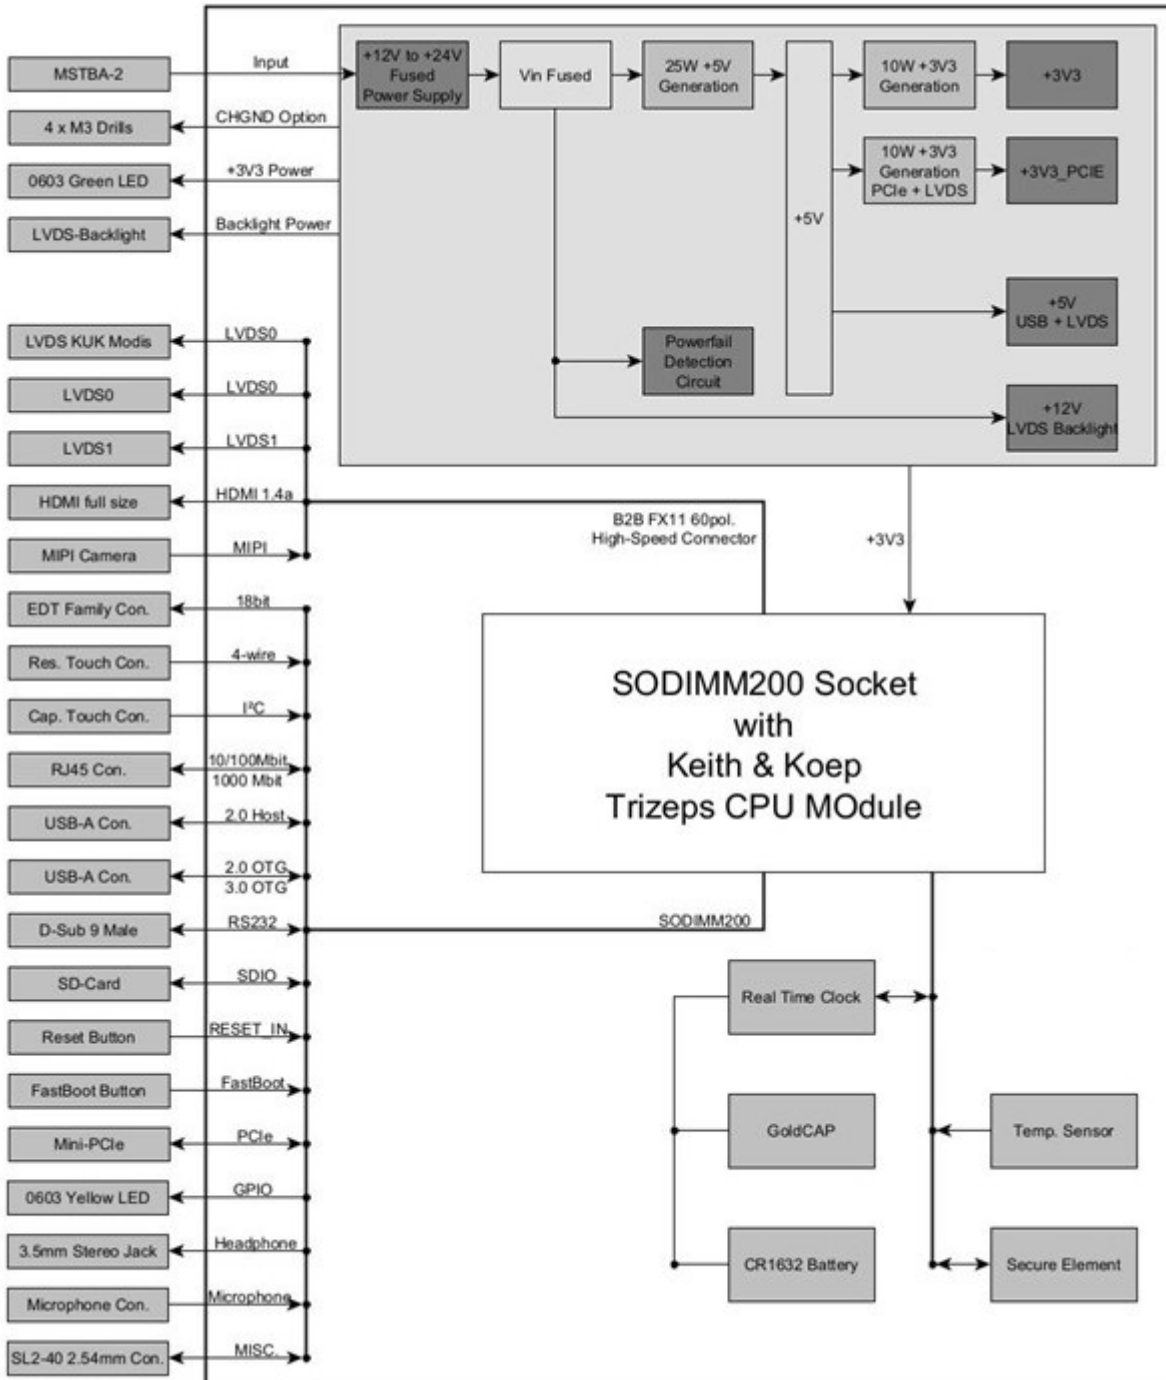 MSTBA-2
Input
4 x M3 Drills
CHGND Option
0603 Green LED
+3V3 Power
LVDS-Backlight
Backlight Power
+12V to +24V
Fused
Power Supply
Vin Fused
25W +5V
Generation
10W +3V3
Generation
+3V3
10W +3V3
Generation
PCIe + LVDS
+3V3_PCIE
+5V
+5V
USB + LVDS
Powerfail
Detection
Circuit
+12V
LVDS Backlight
LVDS KUK Modis
LVDS0
LVDS0
LVDS0
LVDS1
LVDS1
HDMI full size
HDMI 1.4a
MIPI Camera
MIPI
B2B FX11 60pol.
High-Speed Connector
+3V3
EDT Family Con.
18bit
Res. Touch Con.
4-wire
Cap. Touch Con.
I²C
RJ45 Con.
10/100Mbit
1000 Mbit
USB-A Con.
2.0 Host
USB-A Con.
2.0 OTG
3.0 OTG
D-Sub 9 Male
RS232
SD-Card
SDIO
Reset Button
RESET_IN
FastBoot Button
FastBoot
Mini-PCIe
PCIe
0603 Yellow LED
GPIO
3.5mm Stereo Jack
Headphone
Microphone Con.
Microphone
SL2-40 2.54mm Con.
MISC.
SODIMM200 Socket
with
Keith & Koep
Trizeps CPU MOdule
SODIMM200
Real Time Clock
GoldCAP
Temp. Sensor
CR1632 Battery
Secure Element